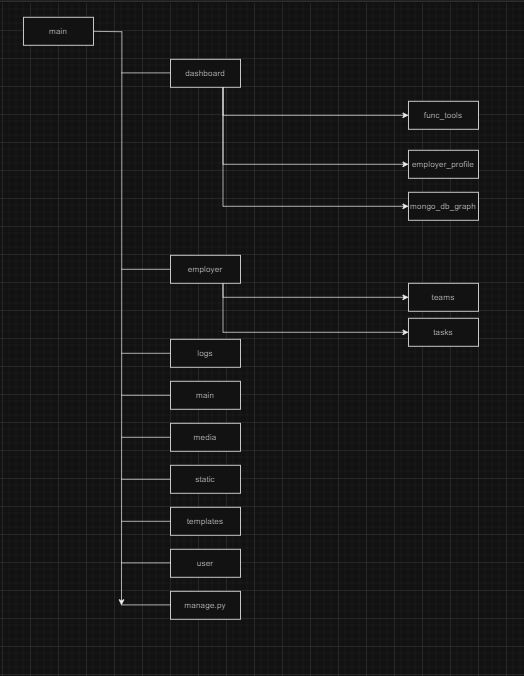 main
dashboard
func_tools
employer_profile
mongo_db_graph
employer
teams
tasks
logs
main
media
static
templates
user
manage.py